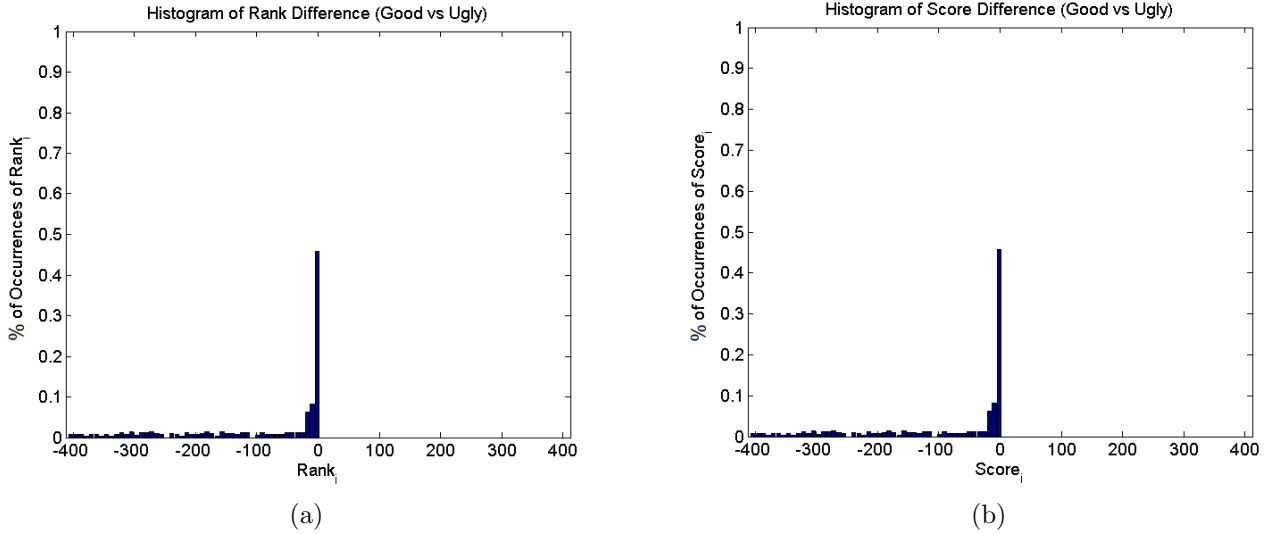 Histogram of Rank Difference (Good vs Ugly)
1
0.9
0.8
0.7
0.6
0.5
0.4
0.3
0.2
0.1
0
% of Occurrences of Rank_i
-400 -300 -200 -100 0 100 200 300 400
Rank_i
(a)
Histogram of Score Difference (Good vs Ugly)
1
0.9
0.8
0.7
0.6
0.5
0.4
0.3
0.2
0.1
0
% of Occurrences of Score_i
-400 -300 -200 -100 0 100 200 300 400
Score_i
(b)